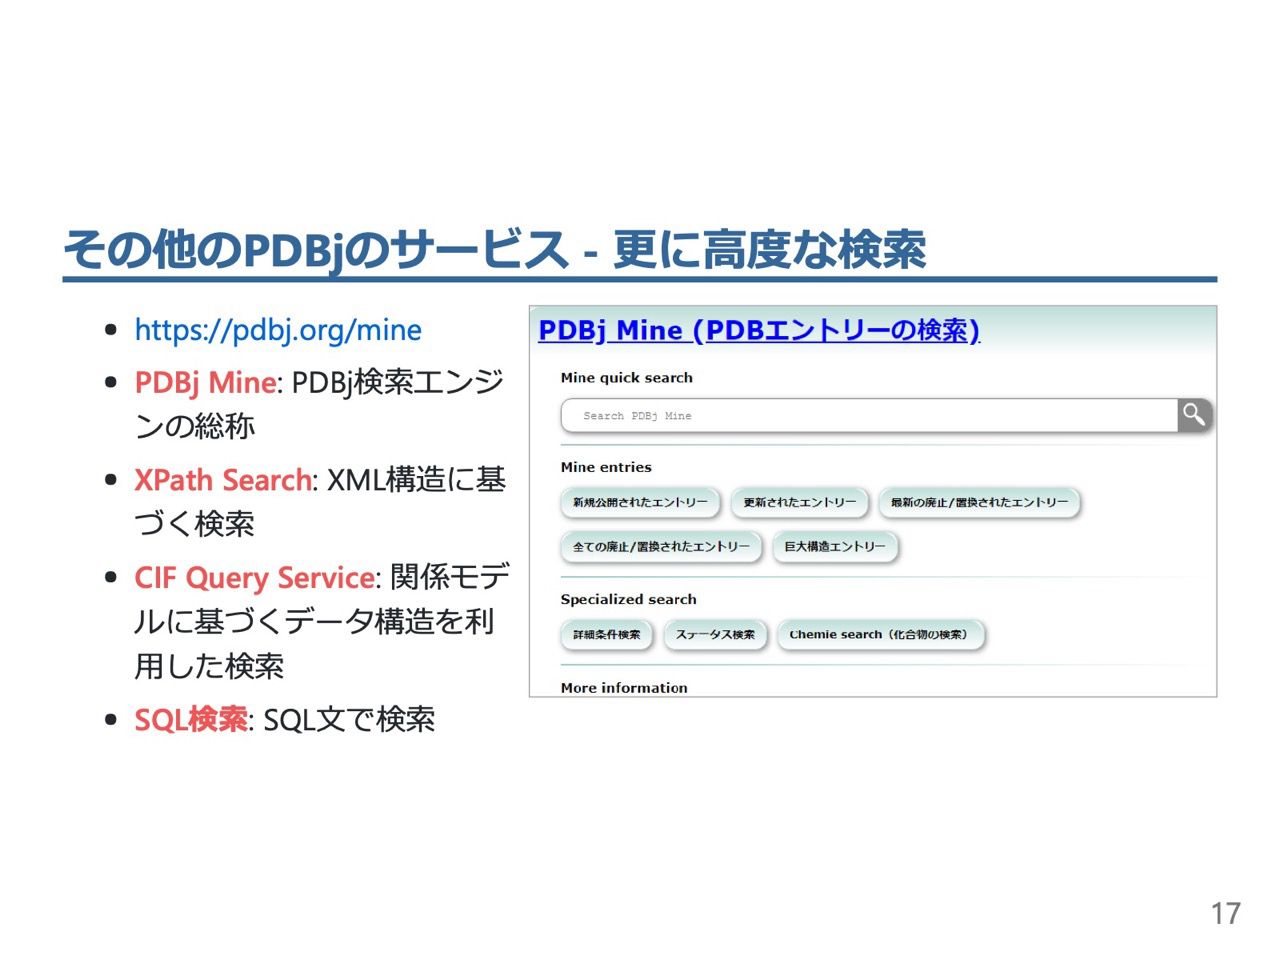 その他のPDBjのサービス - 更に高度な検索
https://pdbj.org/mine
PDBj Mine: PDBj検索エンジ
ンの総称
XPath Search: XML構造に基
づく検索
CIF Query Service: 関係モデ
ルに基づくデータ構造を利
用した検索
SQL検索: SQL文で検索
PDBj Mine (PDBエントリーの検索)
Mine quick search
Search PDBj Mine
Mine entries
新規公開されたエントリー 更新されたエントリー 最新の廃止/置換されたエントリー
全ての廃止/置換されたエントリー 巨大構造エントリー
Specialized search
詳細条件検索 ステータス検索 Chemie search（化合物の検索）
More information
17